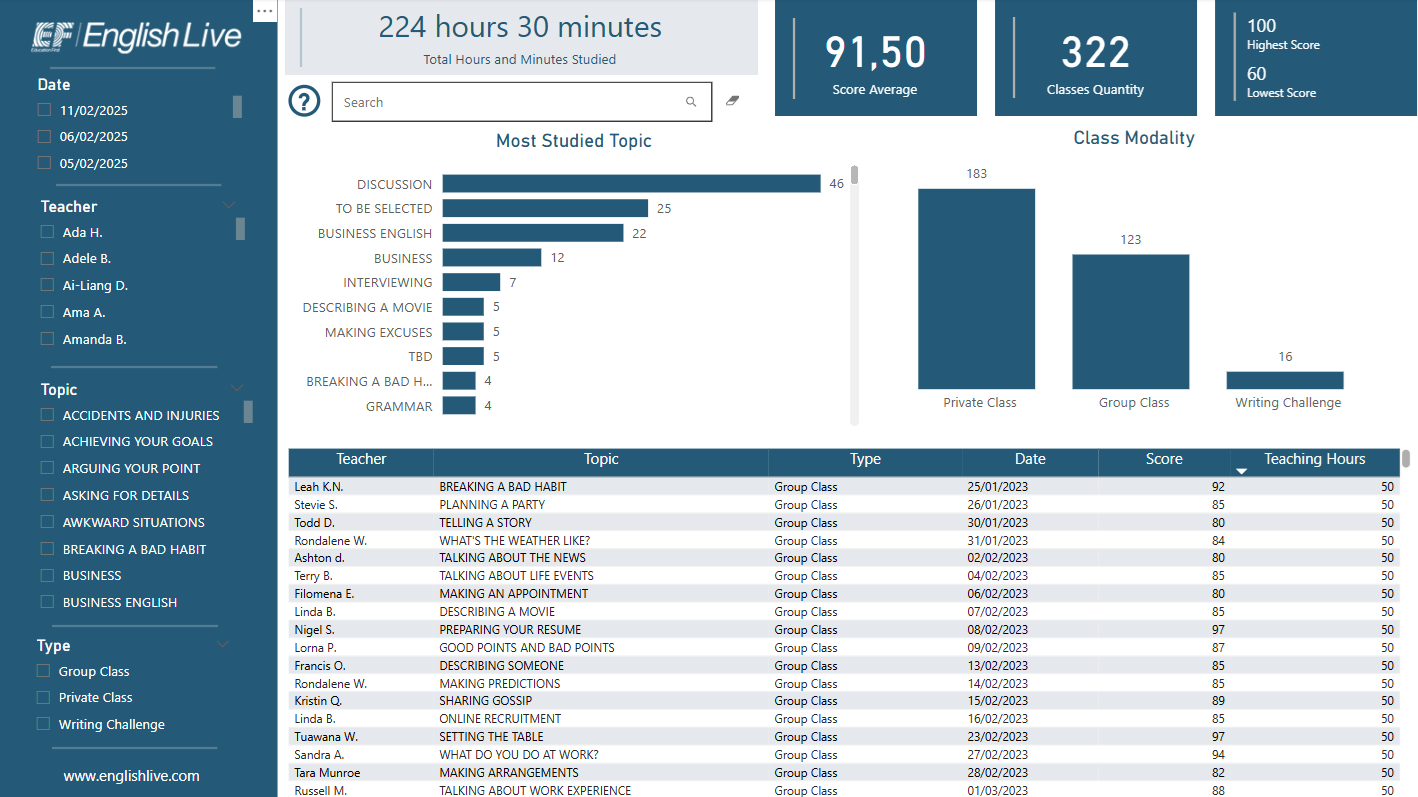 EF | English Live
Education First
Date
11/02/2025
06/02/2025
05/02/2025
Teacher
Ada H.
Adele B.
Ai-Liang D.
Ama A.
Amanda B.
Topic
ACCIDENTS AND INJURIES
ACHIEVING YOUR GOALS
ARGUING YOUR POINT
ASKING FOR DETAILS
AWKWARD SITUATIONS
BREAKING A BAD HABIT
BUSINESS
BUSINESS ENGLISH
Type
Group Class
Private Class
Writing Challenge
www.englishlive.com
224 hours 30 minutes
Total Hours and Minutes Studied
91,50
Score Average
322
Classes Quantity
100
Highest Score
60
Lowest Score
?
Search
Most Studied Topic
DISCUSSION 46
TO BE SELECTED 25
BUSINESS ENGLISH 22
BUSINESS 12
INTERVIEWING 7
DESCRIBING A MOVIE 5
MAKING EXCUSES 5
TBD 5
BREAKING A BAD H... 4
GRAMMAR 4
Class Modality
183
123
16
Private Class Group Class Writing Challenge
Teacher Topic Type Date Score Teaching Hours
Leah K.N. BREAKING A BAD HABIT Group Class 25/01/2023 92 50
Stevie S. PLANNING A PARTY Group Class 26/01/2023 85 50
Todd D. TELLING A STORY Group Class 30/01/2023 80 50
Rondalene W. WHAT'S THE WEATHER LIKE? Group Class 31/01/2023 84 50
Ashton d. TALKING ABOUT THE NEWS Group Class 02/02/2023 80 50
Terry B. TALKING ABOUT LIFE EVENTS Group Class 04/02/2023 85 50
Filomena E. MAKING AN APPOINTMENT Group Class 06/02/2023 80 50
Linda B. DESCRIBING A MOVIE Group Class 07/02/2023 85 50
Nigel S. PREPARING YOUR RESUME Group Class 08/02/2023 97 50
Lorna P. GOOD POINTS AND BAD POINTS Group Class 09/02/2023 87 50
Francis O. DESCRIBING SOMEONE Group Class 13/02/2023 85 50
Rondalene W. MAKING PREDICTIONS Group Class 14/02/2023 85 50
Kristin Q. SHARING GOSSIP Group Class 15/02/2023 89 50
Linda B. ONLINE RECRUITMENT Group Class 16/02/2023 85 50
Tuawana W. SETTING THE TABLE Group Class 23/02/2023 97 50
Sandra A. WHAT DO YOU DO AT WORK? Group Class 27/02/2023 94 50
Tara Munroe MAKING ARRANGEMENTS Group Class 28/02/2023 82 50
Russell M. TALKING ABOUT WORK EXPERIENCE Group Class 01/03/2023 88 50